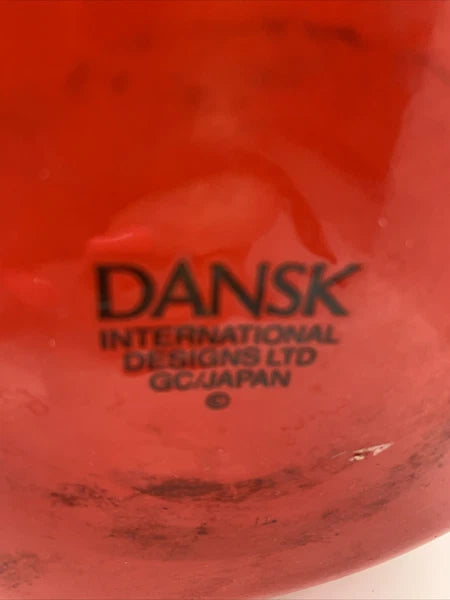 DANSK
INTERNATIONAL
DESIGNS LTD
GC/JAPAN
©